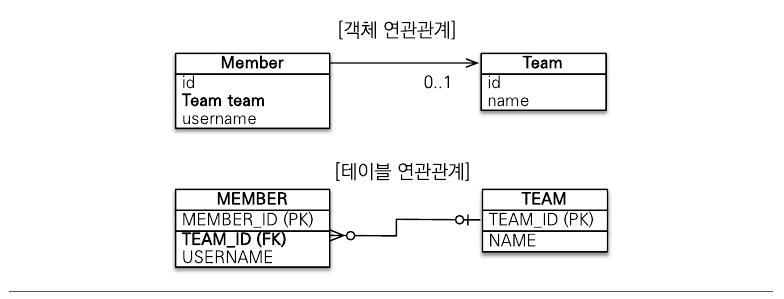 [객체 연관관계]
Member
id
Team team
username
0..1
Team
id
name
[테이블 연관관계]
MEMBER
MEMBER_ID (PK)
TEAM_ID (FK)
USERNAME
TEAM
TEAM_ID (PK)
NAME